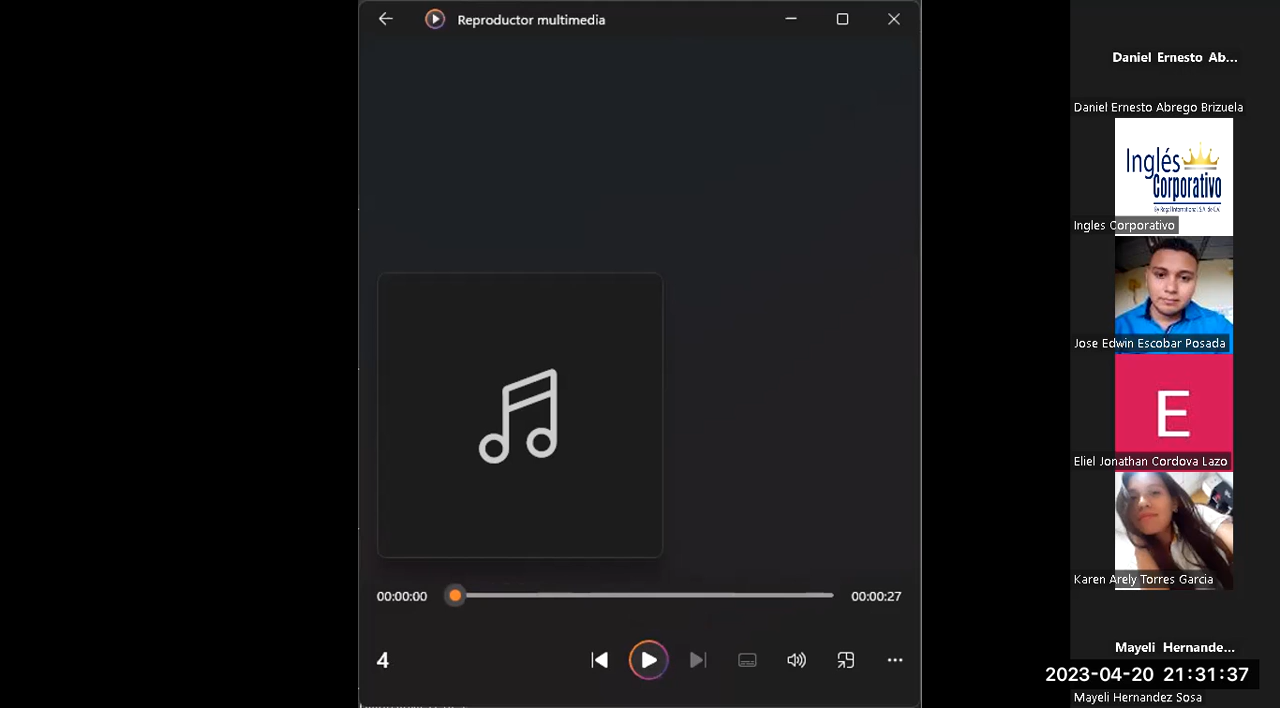 Reproductor multimedia
00:00:00
00:00:27
4
Daniel Ernesto Ab...
Daniel Ernesto Abrego Brizuela
Inglés
Corporativo
Ingles Corporativo
Jose Edwin Escobar Posada
E
Eliel Jonathan Cordova Lazo
Karen Arely Torres Garcia
Mayeli Hernande...
2023-04-20 21:31:37
Mayeli Hernandez Sosa